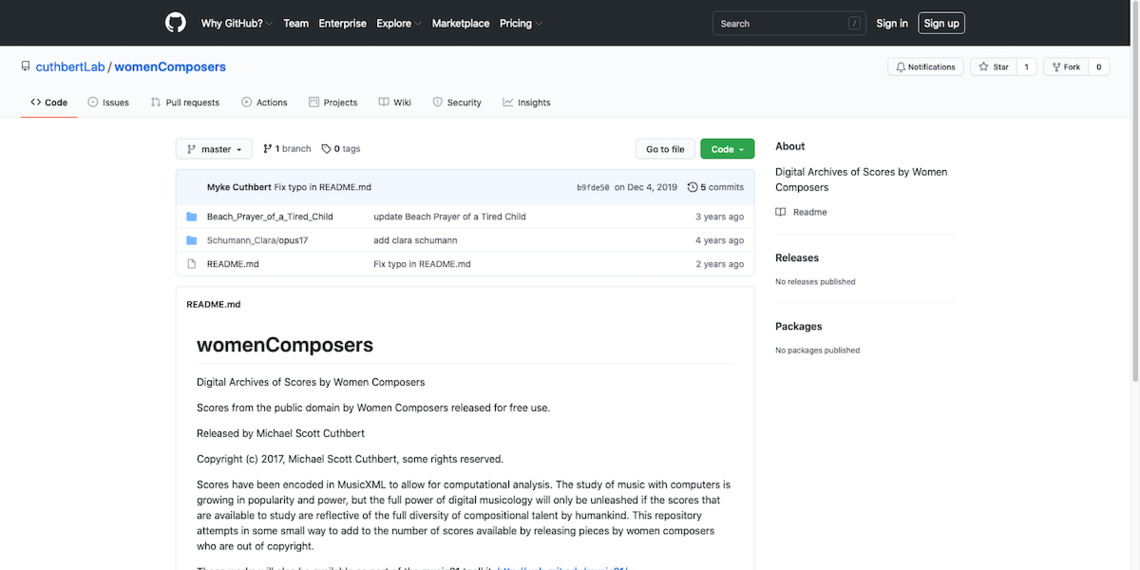 Why GitHub? Team Enterprise Explore Marketplace Pricing Search / Sign in Sign up
cuthbertLab / womenComposers Notifications Star 1 Fork 0
Code Issues Pull requests Actions Projects Wiki Security Insights
master 1 branch 0 tags Go to file Code
Myke Cuthbert Fix typo in README.md b9fde50 on Dec 4, 2019 5 commits
Beach_Prayer_of_a_Tired_Child update Beach Prayer of a Tired Child 3 years ago
Schumann_Clara/opus17 add clara schumann 4 years ago
README.md Fix typo in README.md 2 years ago
README.md
womenComposers
Digital Archives of Scores by Women Composers
Scores from the public domain by Women Composers released for free use.
Released by Michael Scott Cuthbert
Copyright (c) 2017, Michael Scott Cuthbert, some rights reserved.
Scores have been encoded in MusicXML to allow for computational analysis. The study of music with computers is
growing in popularity and power, but the full power of digital musicology will only be unleashed if the scores that
are available to study are reflective of the full diversity of compositional talent by humankind. This repository
attempts in some small way to add to the number of scores available by releasing pieces by women composers
who are out of copyright.
About
Digital Archives of Scores by Women
Composers
Readme
Releases
No releases published
Packages
No packages published